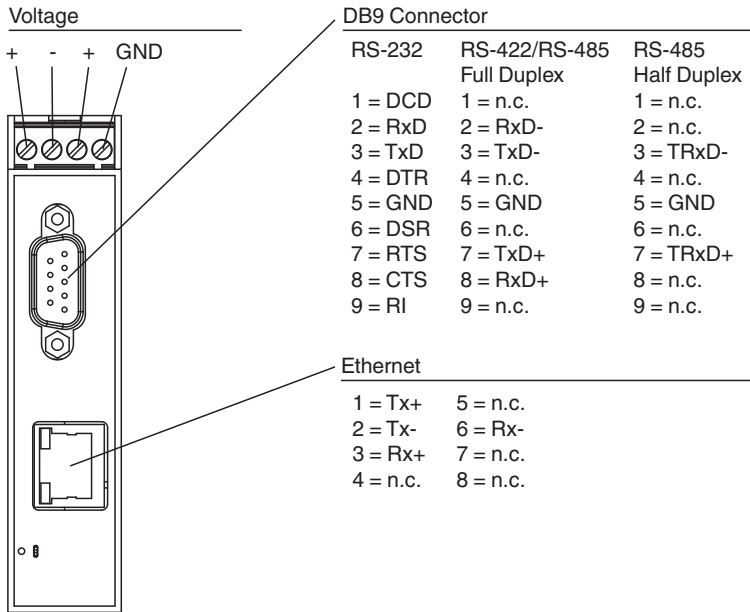 Voltage
+ - + GND
DB9 Connector
RS-232 RS-422/RS-485 RS-485
Full Duplex Half Duplex
1 = DCD 1 = n.c. 1 = n.c.
2 = RxD 2 = RxD- 2 = n.c.
3 = TxD 3 = TxD- 3 = TRxD-
4 = DTR 4 = n.c. 4 = n.c.
5 = GND 5 = GND 5 = GND
6 = DSR 6 = n.c. 6 = n.c.
7 = RTS 7 = TxD+ 7 = TRxD+
8 = CTS 8 = RxD+ 8 = n.c.
9 = RI 9 = n.c. 9 = n.c.
Ethernet
1 = Tx+ 5 = n.c.
2 = Tx- 6 = Rx-
3 = Rx+ 7 = n.c.
4 = n.c. 8 = n.c.